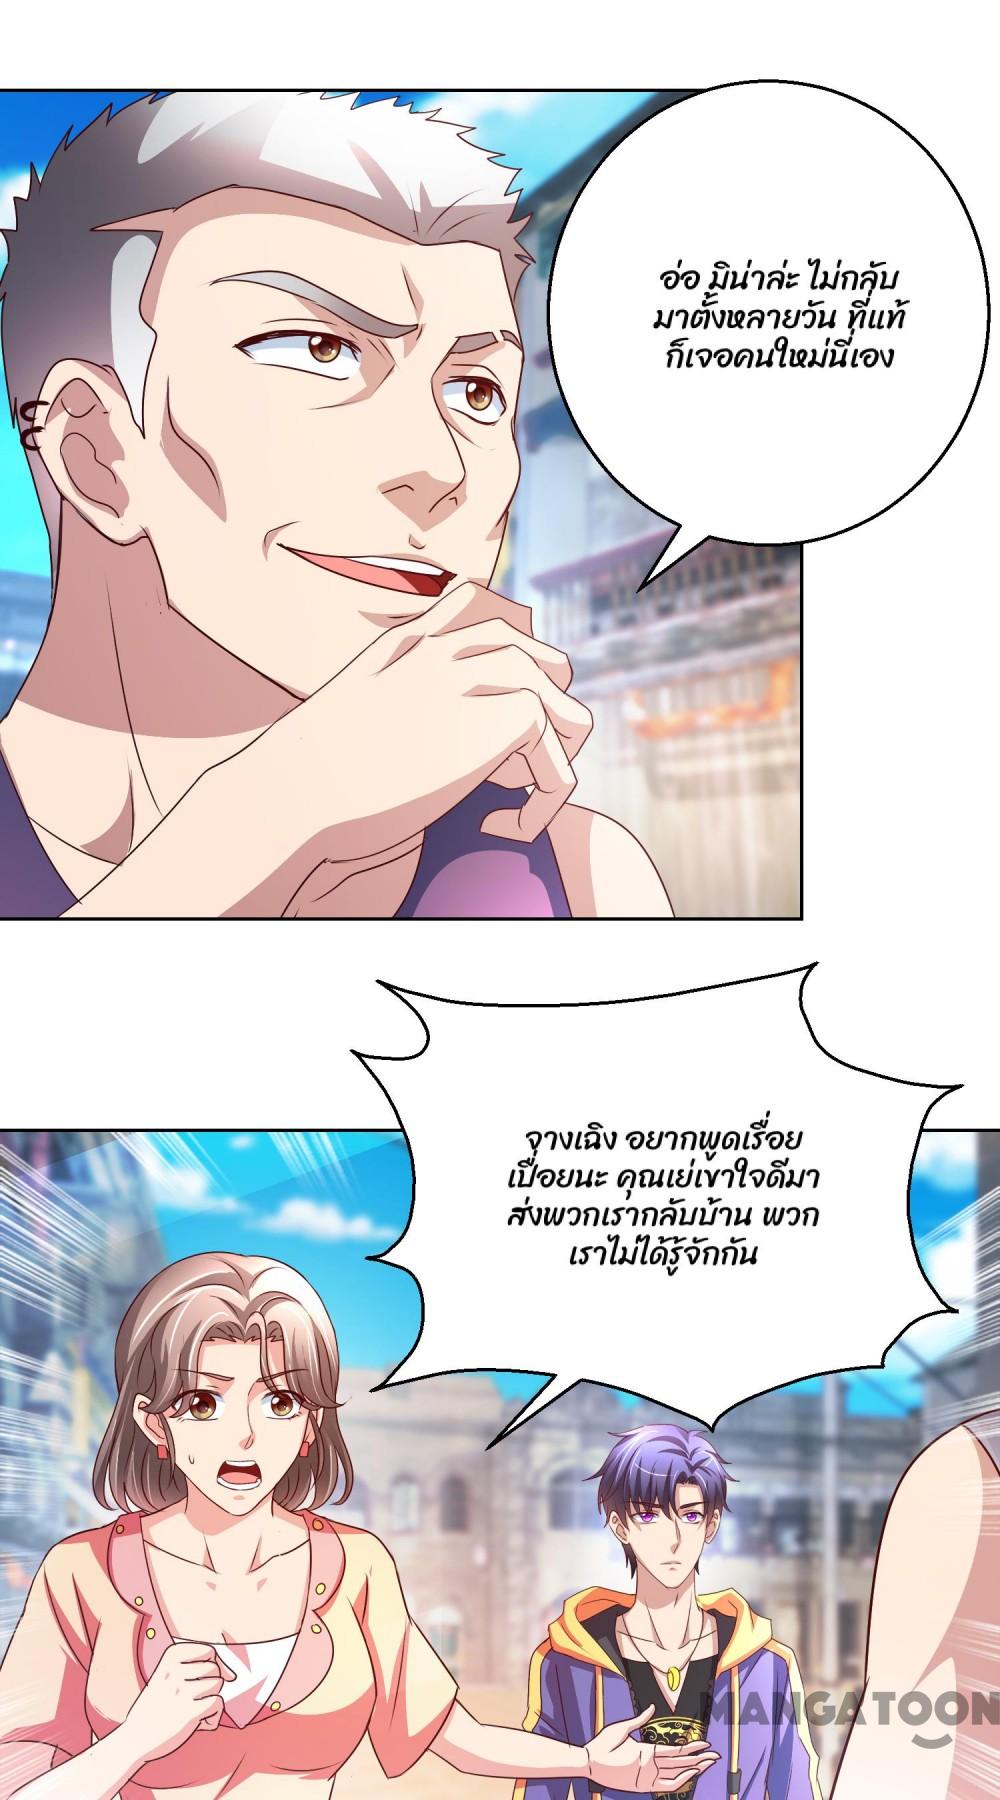 อ่อ มิน่าล่ะ ไม่กลับ
มาตั้งหลายวัน ที่แท้
ก็เจอคนใหม่นี่เอง
จางเฉิง อยากพูดเรื่อย
เปื่อยนะ คุณเย่เขาใจดีมา
ส่งพวกเรากลับบ้าน พวก
เราไม่ได้รู้จักกัน
MANGATOON